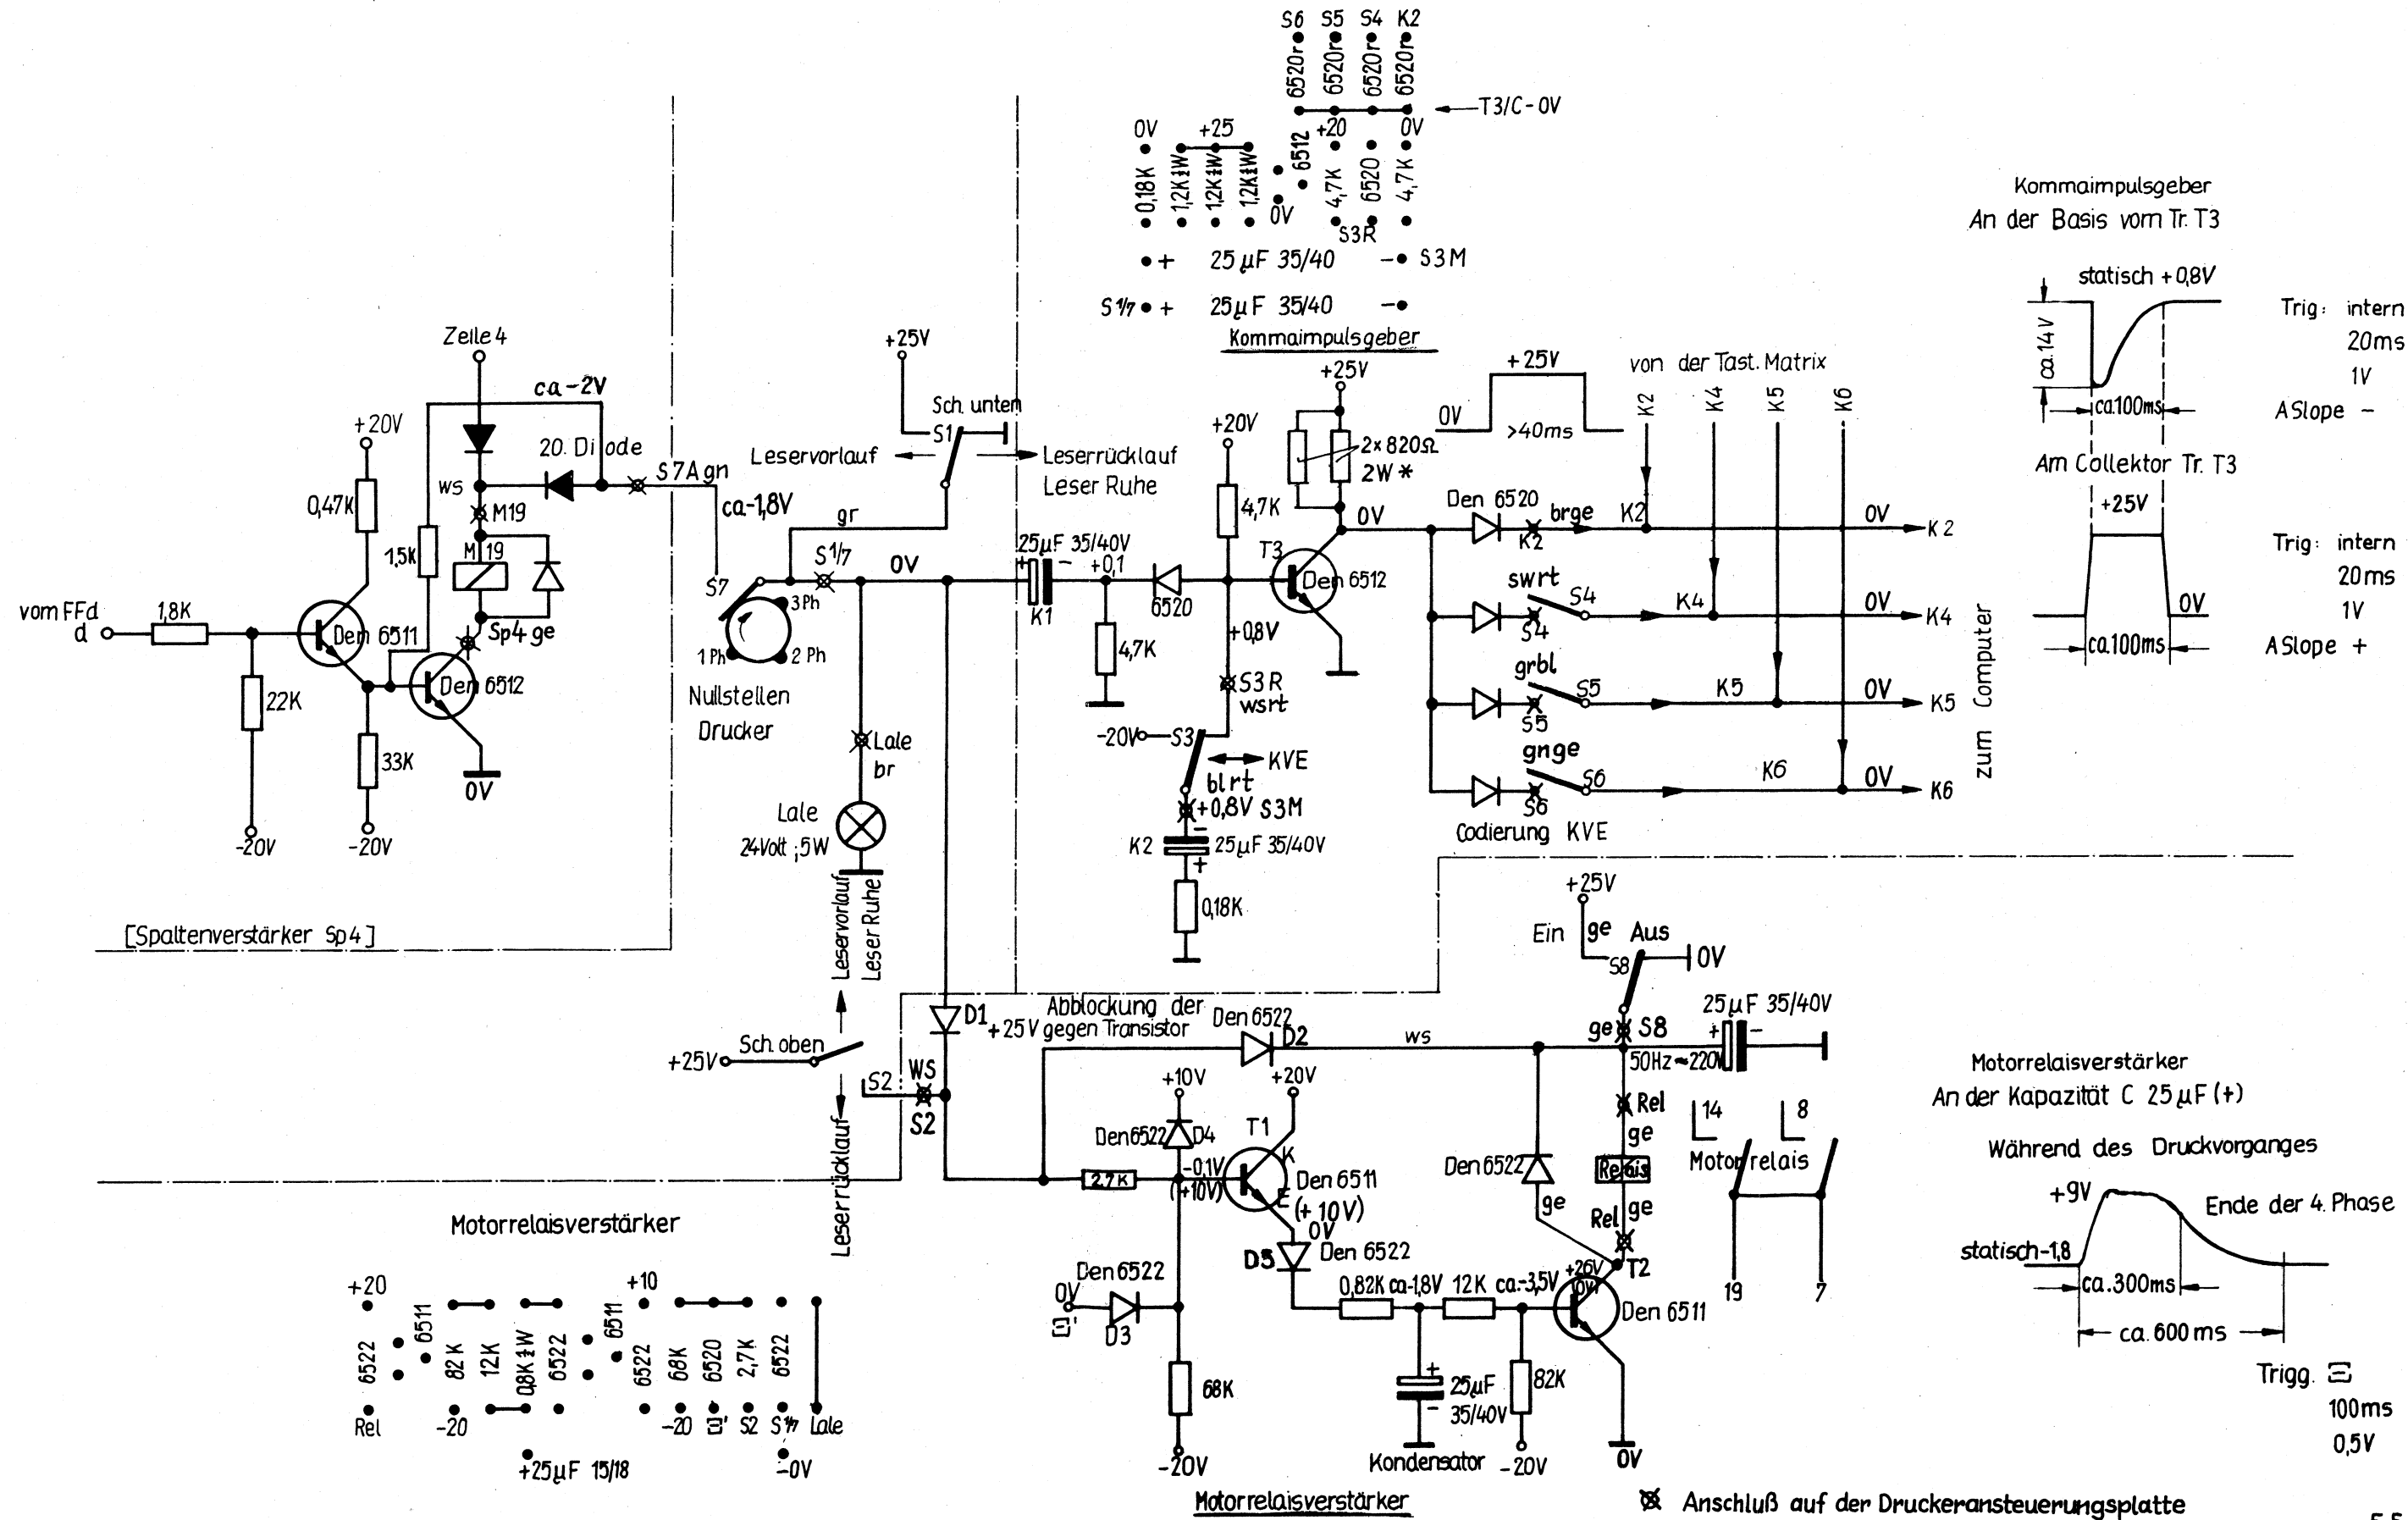 S6 S5 S4 K2
6520r 6520r 6520r 6520r
T3/C-0V
0V +25 6512 +20 0V
0,18K 1,2K½W 1,2K½W 1,2K½W 0V 4,7K 6520 4,7K
S3R
+ 25µF 35/40 - S3M
S1/7 + 25µF 35/40 -
Kommaimpulsgeber
Kommaimpulsgeber
An der Basis vom Tr. T3
statisch +0,8V
ca.14V
ca.100ms
Trig: intern
20ms
1V
ASlope -
Am Collektor Tr. T3
+25V
0V
ca.100ms
Trig: intern
20ms
1V
ASlope +
Zeile 4
ca-2V
+20V
20. Diode
0,47K
ws
M19
M 19
1,5K
S7A gn
vom FFd
d
1,8K
Den 6511
Sp4 ge
Den 6512
22K
33K
-20V
-20V
0V
[Spaltenverstärker Sp4]
+25V
Sch. unten
S1
Leservorlauf
Leserrücklauf
Leser Ruhe
ca-1,8V
gr
S7
S1/7
0V
3Ph
1 Ph
2 Ph
Nullstellen
Drucker
Lale
br
Lale
24Volt ; 5W
Leservorlauf
Leser Ruhe
Sch. oben
+25V
S2
WS
S2
Leserrücklauf
25µF 35/40V
+ -
+0,1
K1
4,7K
6520
+20V
4,7K
T3
Den 6512
+0,8V
S3R
wsrt
-20V
S3
KVE
blrt
+0,8V S3M
K2
-
25µF 35/40V
+
0,18K
+25V
2×820Ω
2W *
0V
+25V
0V
>40ms
von der Tast. Matrix
K2 K4 K5 K6
Den 6520
brge
K2
K2
0V
K2
swrt
S4
S4
K4
0V
K4
grbl
S5
S5
K5
0V
K5
gnge
S6
S6
K6
0V
K6
Codierung KVE
zum Computer
D1
Abblockung der
+25V gegen Transistor
Den 6522
D2
ws
+25V
Ein ge Aus
S8
0V
ge S8
25µF 35/40V
+ -
Rel
ge
Relais
Rel ge
T2
14 8
Motorrelais
19 7
+10V
Den 6522 D4
+20V
T1
K
E
2,7K
-0,1V
(+10V)
Den 6511
(+10V)
0V
D5 Den 6522
Den 6522
0V
Ξ'
D3
68K
-20V
0,82K ca-1,8V 12K ca.-3,5V
+
25µF
- 35/40V
Kondensator
82K
-20V
Den 6522
ge
+26V
(0V)
Den 6511
0V
Motorrelaisverstärker
Motorrelaisverstärker
+20 +10
6522 6511 82K 12K 0,8K½W 6522 6511 6522 68K 6520 2,7K 6522
Rel -20 -20 Ξ' S2 S1/7 Lale
+25µF 15/18
-0V
Motorrelaisverstärker
An der Kapazität C 25µF(+)
Während des Druckvorganges
+9V
Ende der 4. Phase
statisch-1,8
ca.300ms
ca.600ms
Trigg. Ξ
100ms
0,5V
Anschluß auf der Druckeransteuerungsplatte